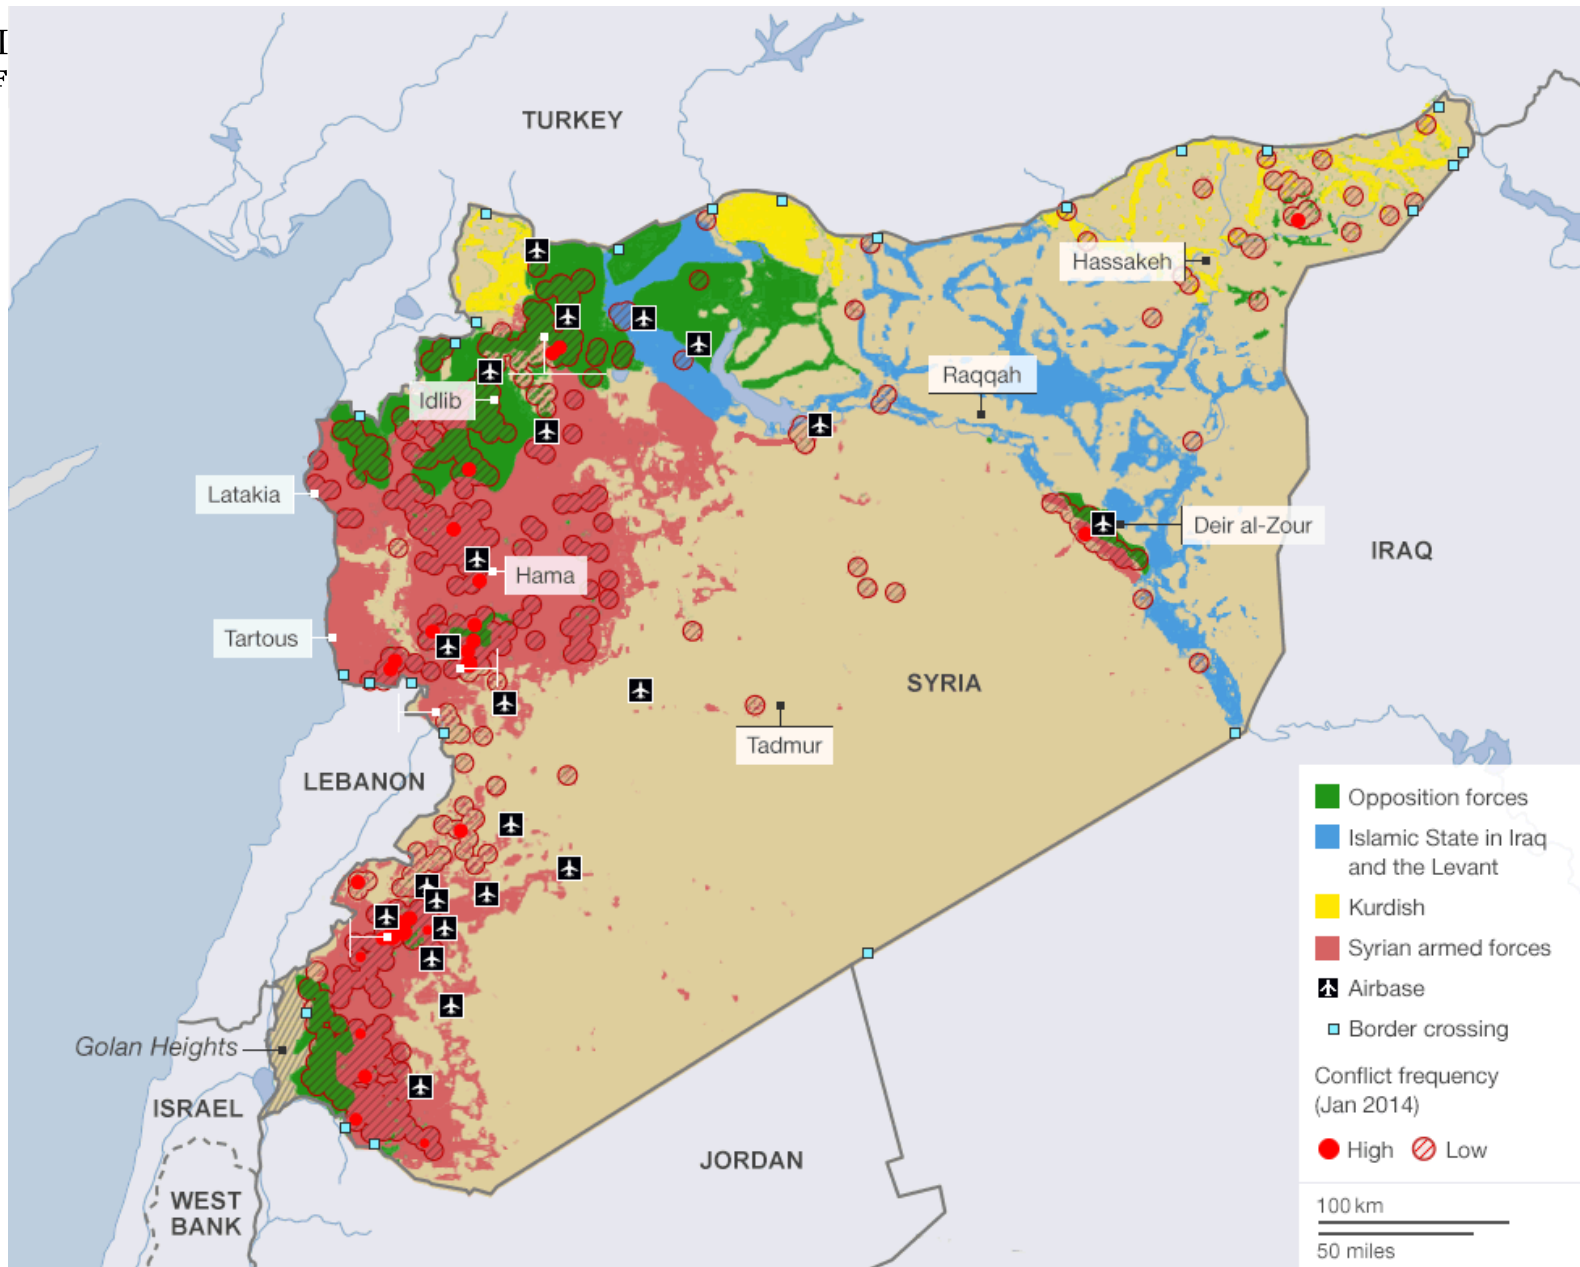 TURKEY
Hassakeh
Raqqah
Idlib
Latakia
Deir al-Zour
IRAQ
Hama
Tartous
SYRIA
Tadmur
LEBANON
Golan Heights
ISRAEL
JORDAN
WEST
BANK
Opposition forces
Islamic State in Iraq
and the Levant
Kurdish
Syrian armed forces
Airbase
Border crossing
Conflict frequency
(Jan 2014)
High
Low
100 km
50 miles